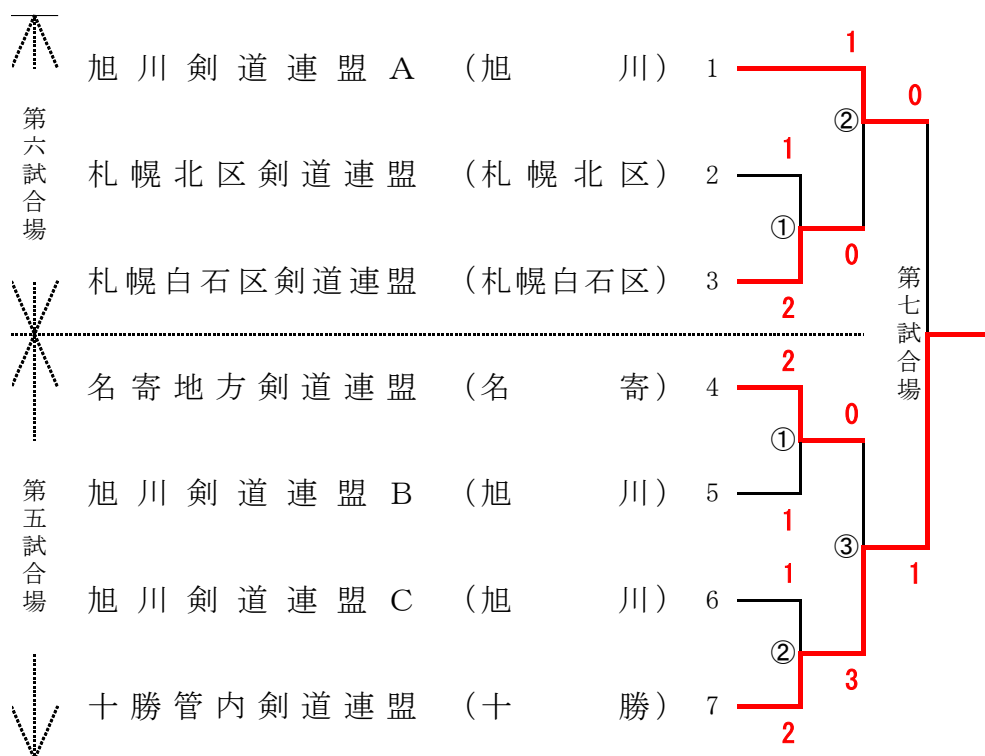 旭川剣道連盟A (旭川) 1
札幌北区剣道連盟 (札幌北区) 2
札幌白石区剣道連盟 (札幌白石区) 3
名寄地方剣道連盟 (名寄) 4
旭川剣道連盟B (旭川) 5
旭川剣道連盟C (旭川) 6
十勝管内剣道連盟 (十勝) 7
第六試合場
第五試合場
1
②
1
①
0
2
0
2
0
①
1
③
1
②
3
2
1
第七試合場